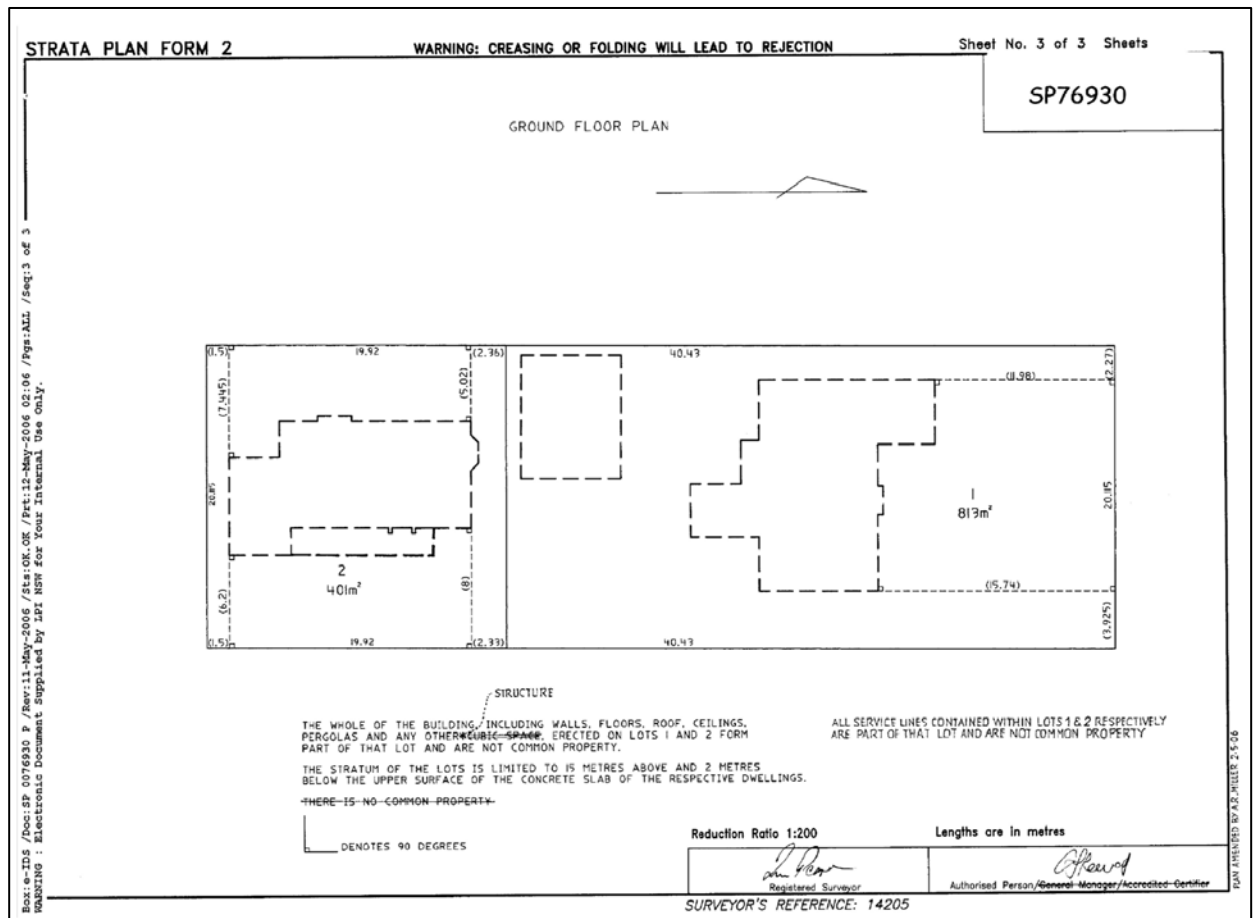 STRATA PLAN FORM 2
WARNING: CREASING OR FOLDING WILL LEAD TO REJECTION
Sheet No. 3 of 3 Sheets
SP76930
GROUND FLOOR PLAN
(1.5)
19.92
(2.36)
40.43
(2.27)
(11.98)
(7.445)
(5.02)
20.115
1
813m²
20.115
2
401m²
(6.2)
(8)
(15.74)
(3.925)
(1.5)
19.92
(2.33)
40.43
STRUCTURE
THE WHOLE OF THE BUILDING, INCLUDING WALLS, FLOORS, ROOF, CEILINGS,
PERGOLAS AND ANY OTHER CUBIC SPACE, ERECTED ON LOTS 1 AND 2 FORM
PART OF THAT LOT AND ARE NOT COMMON PROPERTY.
THE STRATUM OF THE LOTS IS LIMITED TO 15 METRES ABOVE AND 2 METRES
BELOW THE UPPER SURFACE OF THE CONCRETE SLAB OF THE RESPECTIVE DWELLINGS.
THERE IS NO COMMON PROPERTY
DENOTES 90 DEGREES
ALL SERVICE LINES CONTAINED WITHIN LOTS 1 & 2 RESPECTIVELY
ARE PART OF THAT LOT AND ARE NOT COMMON PROPERTY
Reduction Ratio 1:200
Lengths are in metres
Registered Surveyor
Authorised Person/General Manager/Accredited Certifier
SURVEYOR'S REFERENCE: 14205
PLAN AMENDED BY A.R.MILLER 2-5-06
Box:e-IDS /Doc:SP 0076930 P /Rev:11-May-2006 /Sts:OK.OK /Prt:12-May-2006 02:06 /Pgs:ALL /Seq:3 of 3
WARNING : Electronic Document Supplied by LPI NSW for Your Internal Use Only.